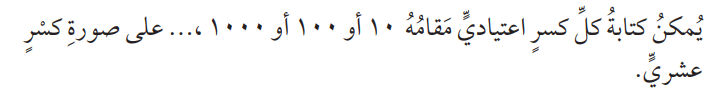 يُمكنُ كتابةُ كلِّ كسرٍ اعتياديٍّ مَقامُهُ ١٠ أو ١٠٠ أو ١٠٠٠ ،... على صورةِ كسْرٍ
عشريٍّ.